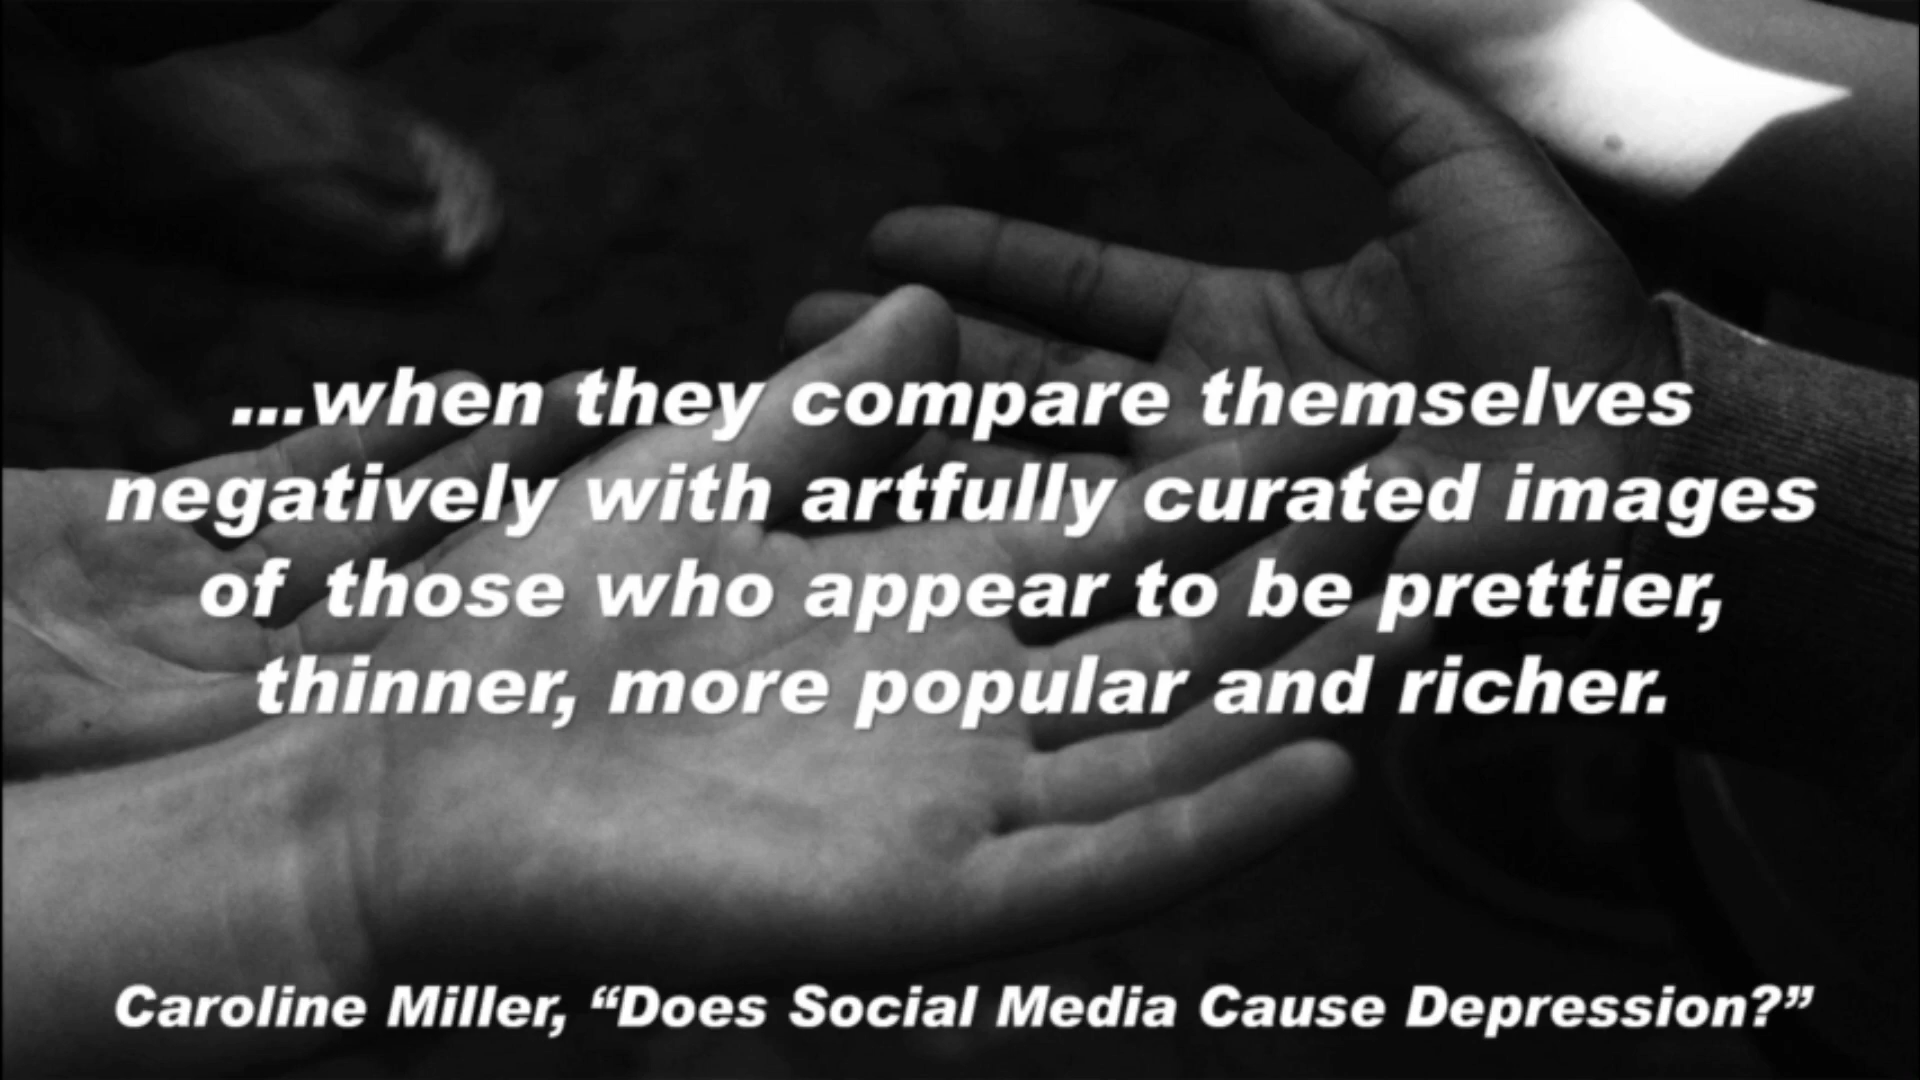 ...when they compare themselves
negatively with artfully curated images
of those who appear to be prettier,
thinner, more popular and richer.
Caroline Miller, “Does Social Media Cause Depression?”